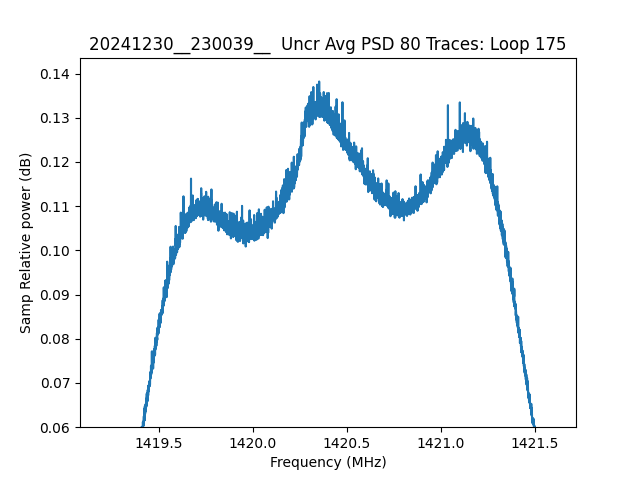 20241230__230039__  Uncr Avg PSD 80 Traces: Loop 175
0.14
0.13
0.12
0.11
0.10
0.09
0.08
0.07
0.06
Samp Relative power (dB)
1419.5 1420.0 1420.5 1421.0 1421.5
Frequency (MHz)